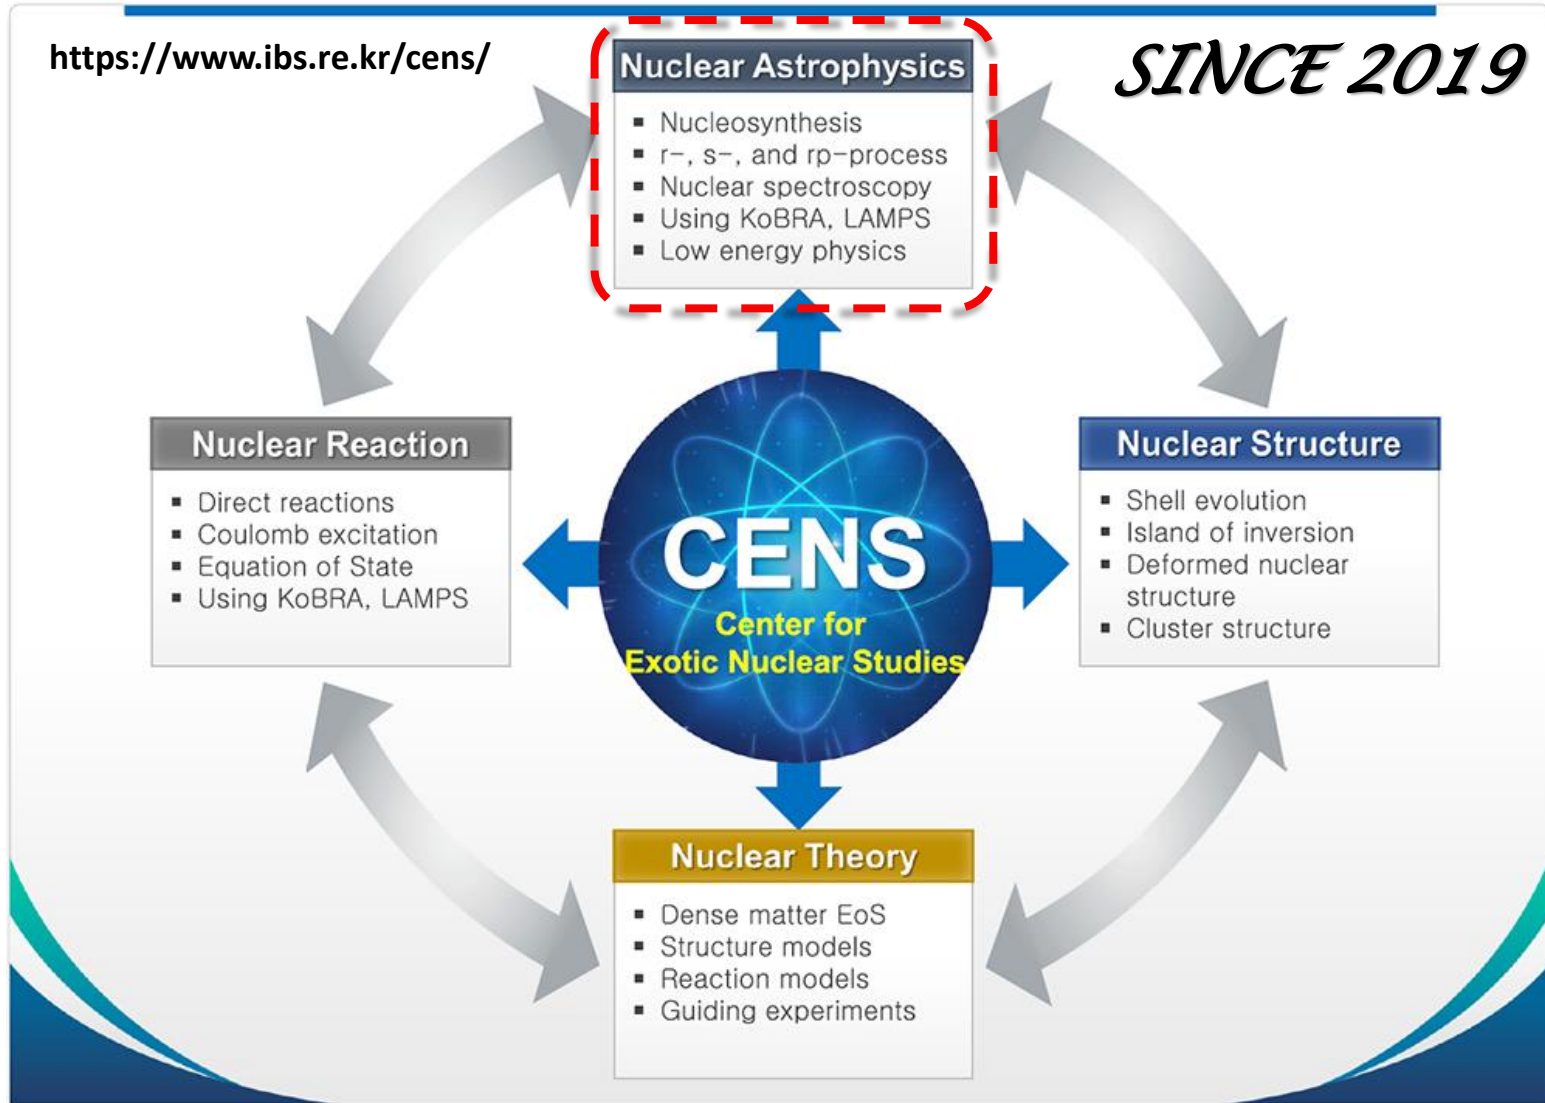 https://www.ibs.re.kr/cens/
SINCE 2019
Nuclear Astrophysics
▪ Nucleosynthesis
▪ r-, s-, and rp-process
▪ Nuclear spectroscopy
▪ Using KoBRA, LAMPS
▪ Low energy physics
Nuclear Reaction
▪ Direct reactions
▪ Coulomb excitation
▪ Equation of State
▪ Using KoBRA, LAMPS
CENS
Center for
Exotic Nuclear Studies
Nuclear Structure
▪ Shell evolution
▪ Island of inversion
▪ Deformed nuclear
structure
▪ Cluster structure
Nuclear Theory
▪ Dense matter EoS
▪ Structure models
▪ Reaction models
▪ Guiding experiments